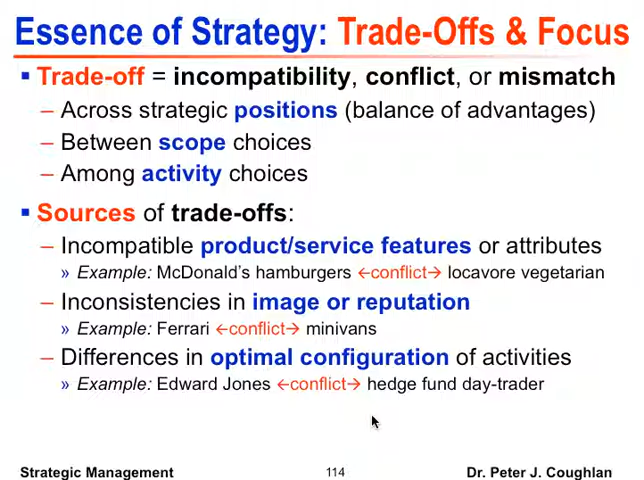 Essence of Strategy: Trade-Offs & Focus
▪ Trade-off = incompatibility, conflict, or mismatch
– Across strategic positions (balance of advantages)
– Between scope choices
– Among activity choices
▪ Sources of trade-offs:
– Incompatible product/service features or attributes
» Example: McDonald's hamburgers ←conflict→ locavore vegetarian
– Inconsistencies in image or reputation
» Example: Ferrari ←conflict→ minivans
– Differences in optimal configuration of activities
» Example: Edward Jones ←conflict→ hedge fund day-trader
Strategic Management 114 Dr. Peter J. Coughlan